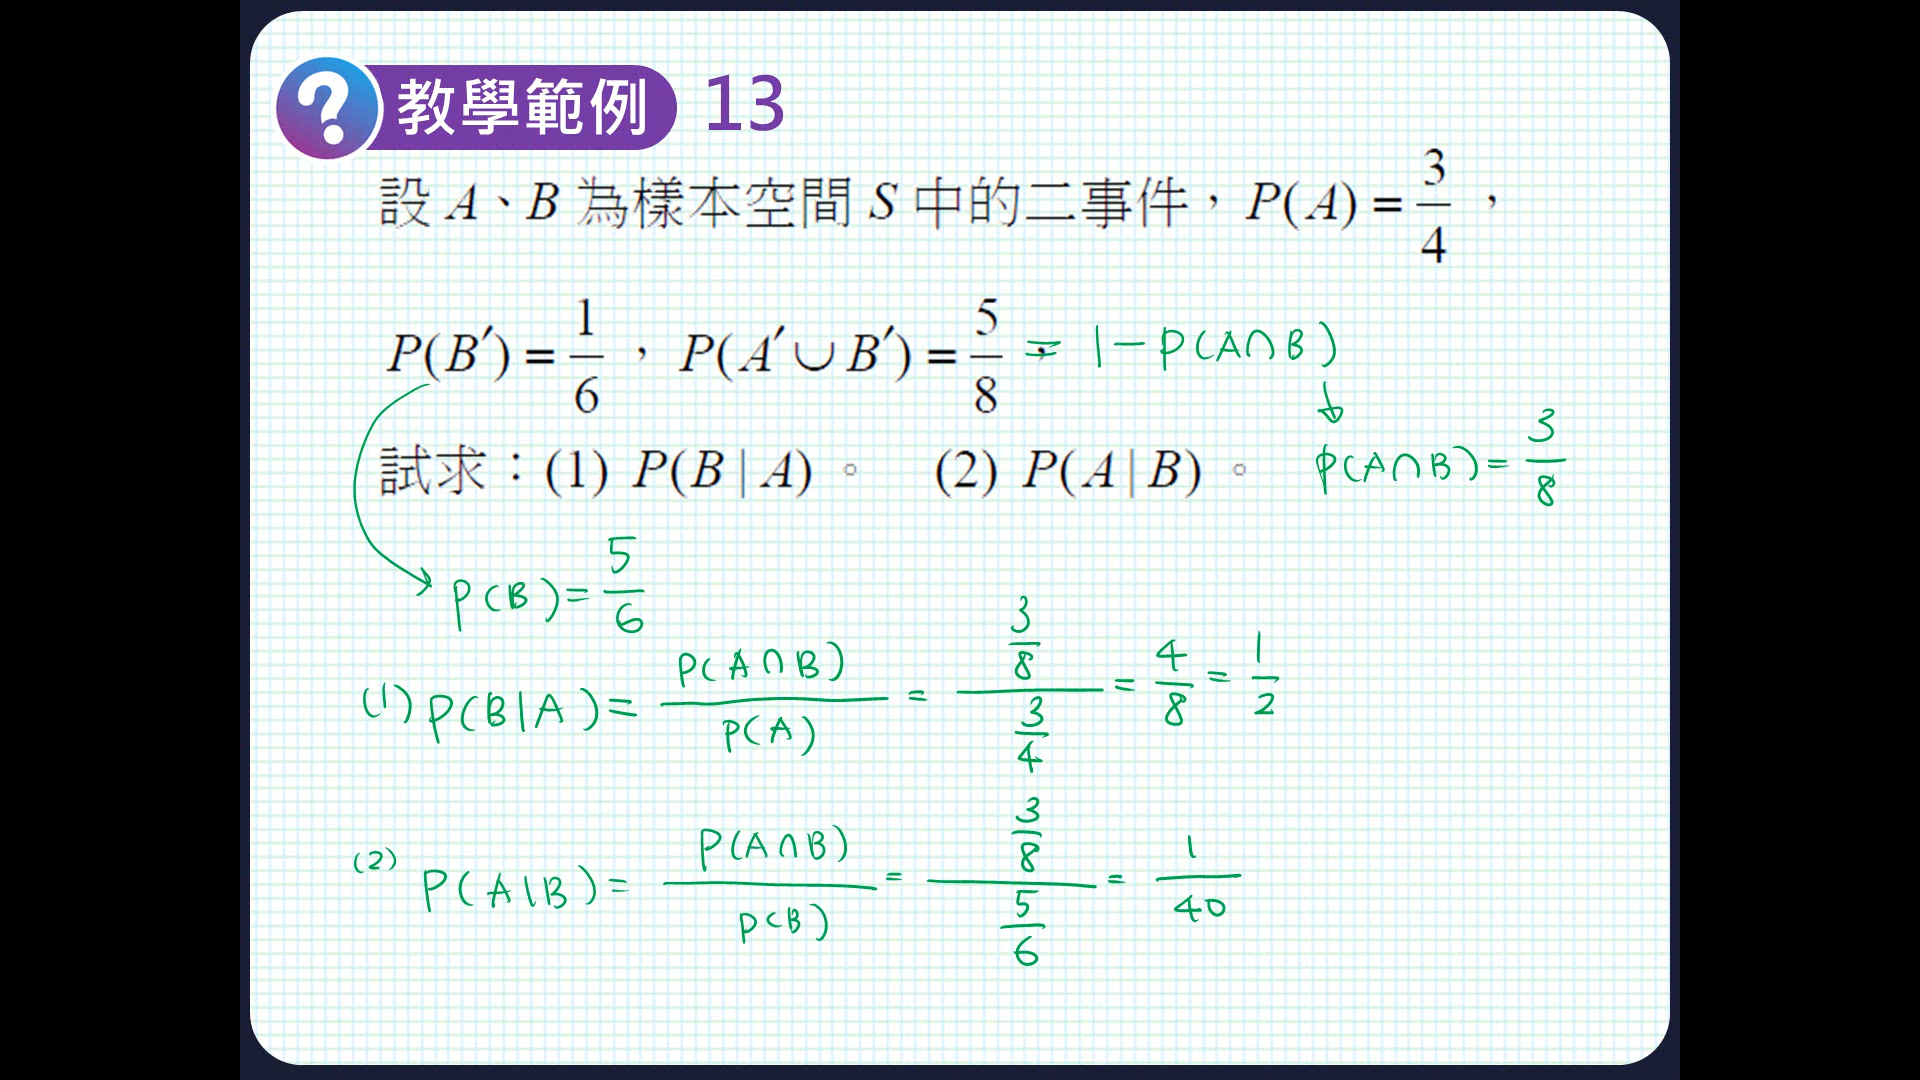 ? 教學範例 13
設 A、B 為樣本空間 S 中的二事件，P(A) = 3/4，
P(B′) = 1/6，P(A′∪B′) = 5/8， = 1 − P(A∩B)
↓
試求：(1) P(B | A)。 (2) P(A | B)。 P(A∩B) = 3/8
P(B) = 5/6
(1) P(B|A) = P(A∩B)/P(A) = (3/8)/(3/4) = 4/8 = 1/2
(2) P(A|B) = P(A∩B)/P(B) = (3/8)/(5/6) = 1/40